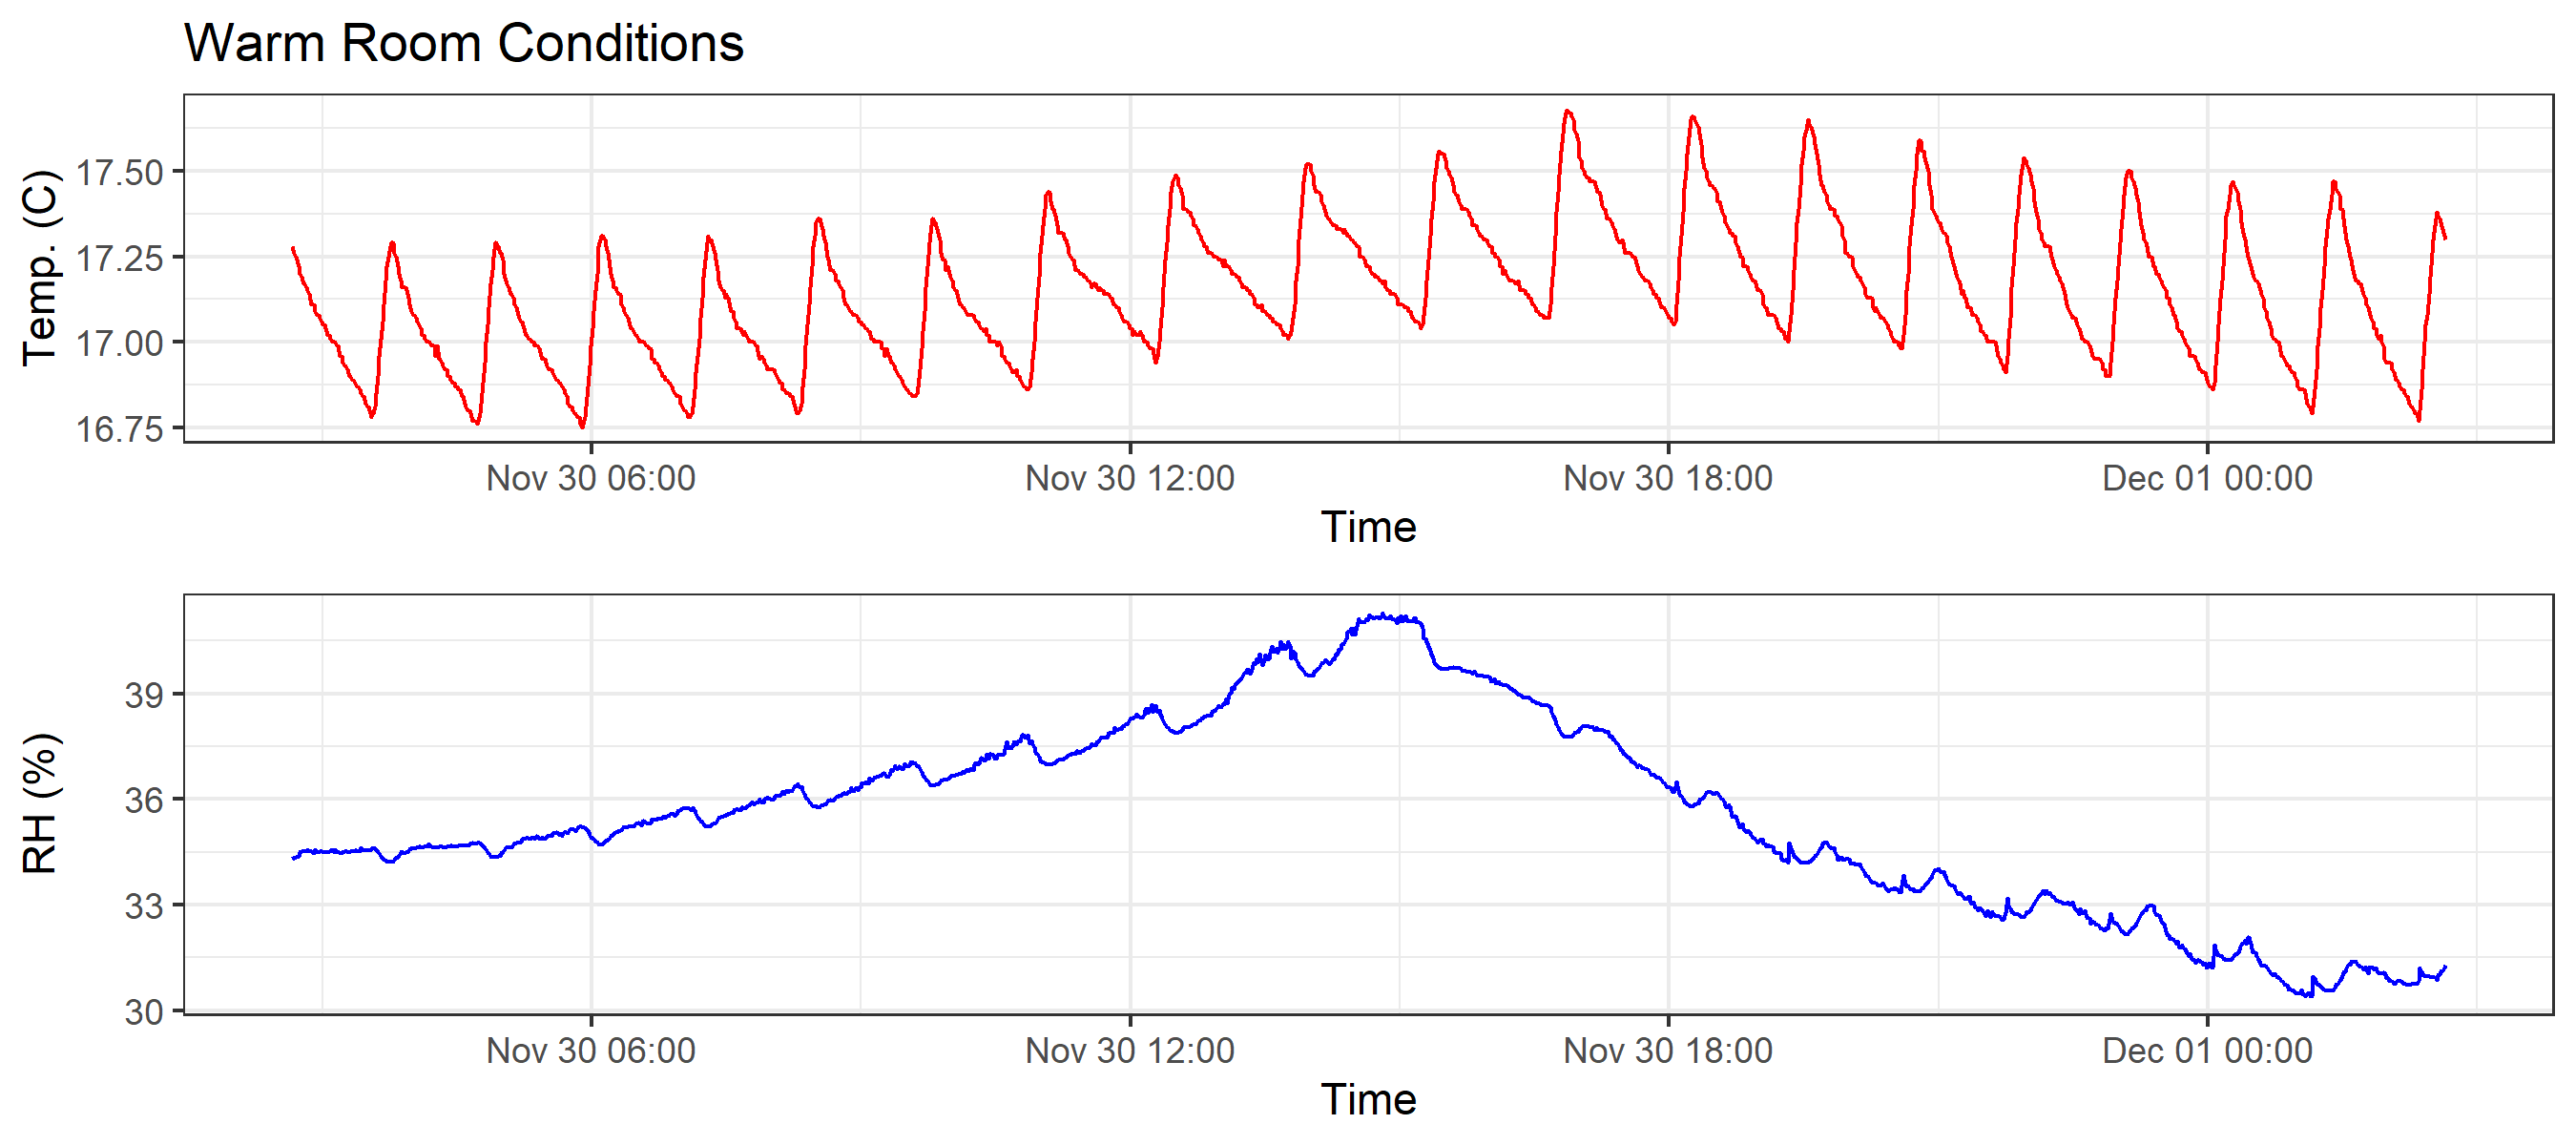 Warm Room Conditions
Temp. (C)
17.50
17.25
17.00
16.75
Nov 30 06:00 Nov 30 12:00 Nov 30 18:00 Dec 01 00:00
Time
RH (%)
39
36
33
30
Nov 30 06:00 Nov 30 12:00 Nov 30 18:00 Dec 01 00:00
Time